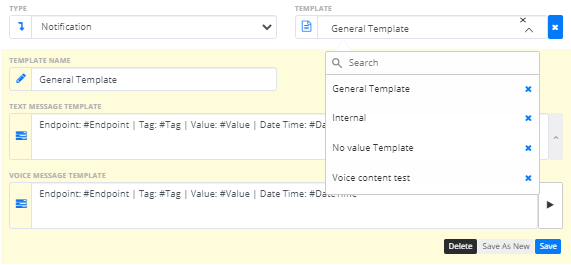 TYPE
TEMPLATE
Notification
General Template
TEMPLATE NAME
General Template
Search
General Template
Internal
No value Template
Voice content test
TEXT MESSAGE TEMPLATE
Endpoint: #Endpoint | Tag: #Tag | Value: #Value | Date Time: #Date
VOICE MESSAGE TEMPLATE
Endpoint: #Endpoint | Tag: #Tag | Value: #Value | Date Time: #DateTime
Delete
Save As New
Save